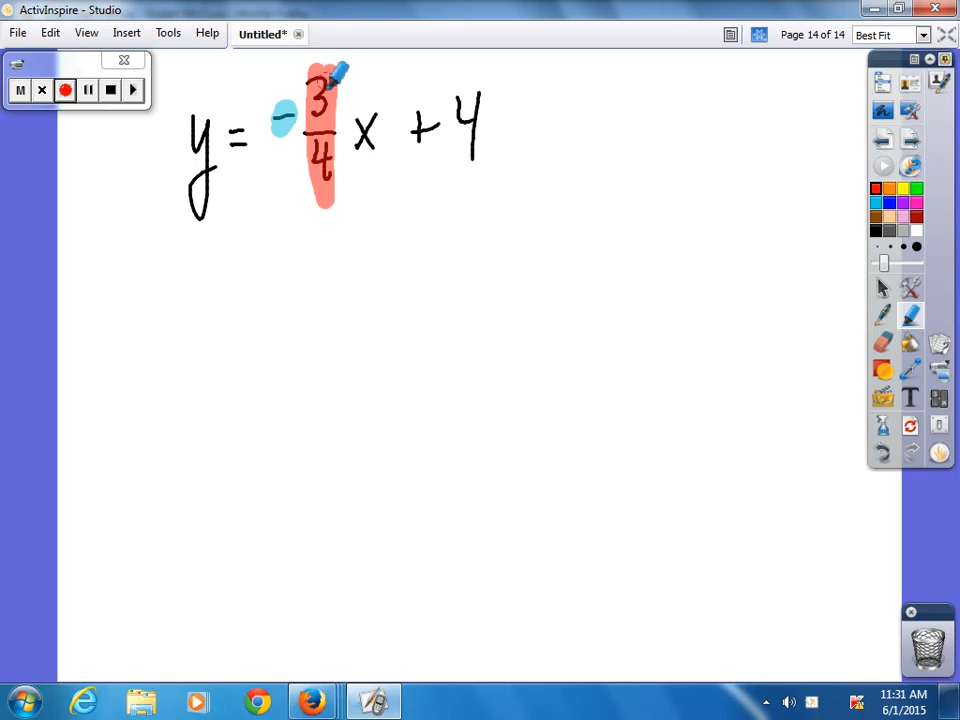 ActivInspire - Studio
File Edit View Insert Tools Help Untitled* Page 14 of 14 Best Fit
M
y = - 3/4 x + 4
T
11:31 AM
6/1/2015